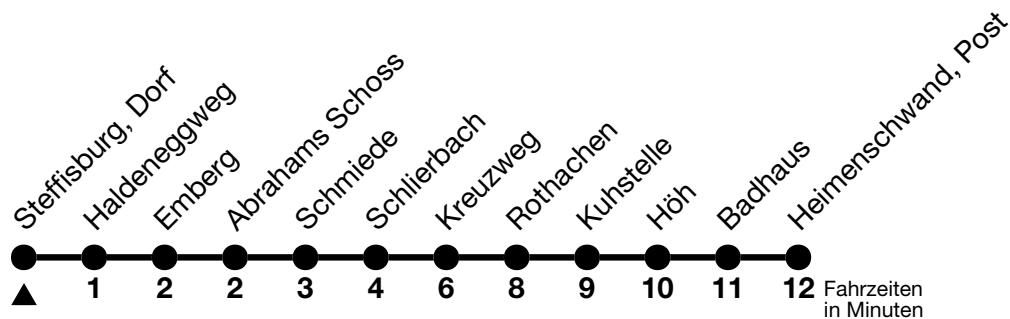 Steffisburg, Dorf
Haldeneggweg
Emberg
Abrahams Schoss
Schmiede
Schlierbach
Kreuzweg
Rothachen
Kuhstelle
Höh
Badhaus
Heimenschwand, Post
1 2 2 3 4 6 8 9 10 11 12 Fahrzeiten
in Minuten